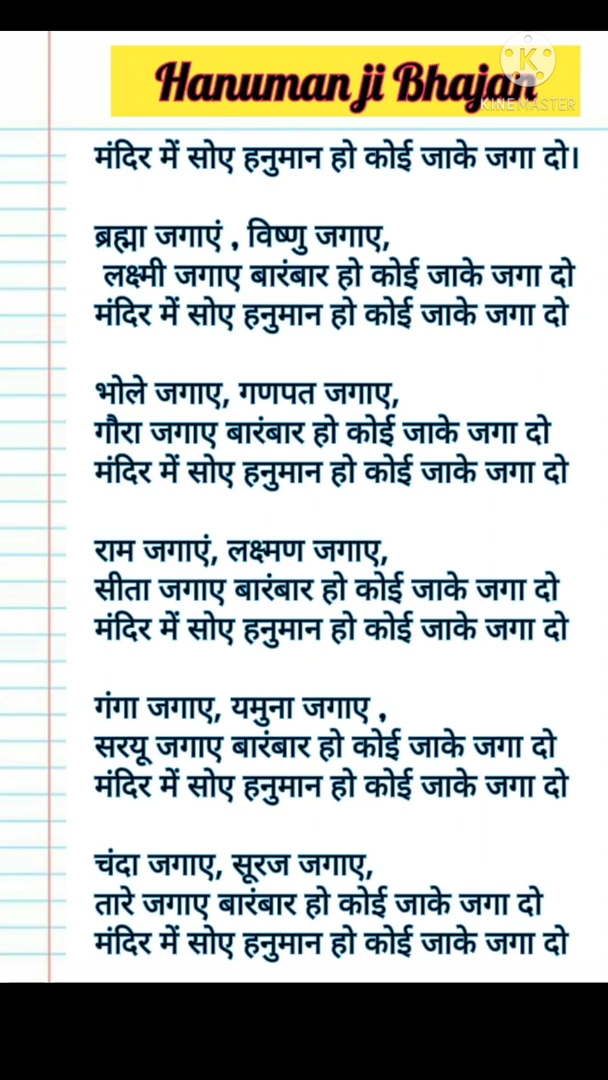 Hanuman ji Bhajan
KINEMASTER
मंदिर में सोए हनुमान हो कोई जाके जगा दो।
ब्रह्मा जगाएं , विष्णु जगाए,
लक्ष्मी जगाए बारंबार हो कोई जाके जगा दो
मंदिर में सोए हनुमान हो कोई जाके जगा दो
भोले जगाए, गणपत जगाए,
गौरा जगाए बारंबार हो कोई जाके जगा दो
मंदिर में सोए हनुमान हो कोई जाके जगा दो
राम जगाएं, लक्ष्मण जगाए,
सीता जगाए बारंबार हो कोई जाके जगा दो
मंदिर में सोए हनुमान हो कोई जाके जगा दो
गंगा जगाए, यमुना जगाए ,
सरयू जगाए बारंबार हो कोई जाके जगा दो
मंदिर में सोए हनुमान हो कोई जाके जगा दो
चंदा जगाए, सूरज जगाए,
तारे जगाए बारंबार हो कोई जाके जगा दो
मंदिर में सोए हनुमान हो कोई जाके जगा दो